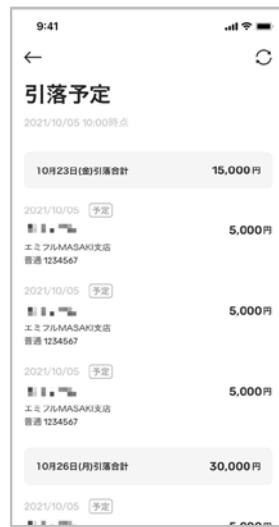 9:41
引落予定
2021/10/05 10:00時点
10月23日(金)引落合計 15,000円
2021/10/05 予定
5,000円
エミフルMASAKI支店
普通 1234567
2021/10/05 予定
5,000円
エミフルMASAKI支店
普通 1234567
2021/10/05 予定
5,000円
エミフルMASAKI支店
普通 1234567
10月26日(月)引落合計 30,000円
2021/10/05 予定